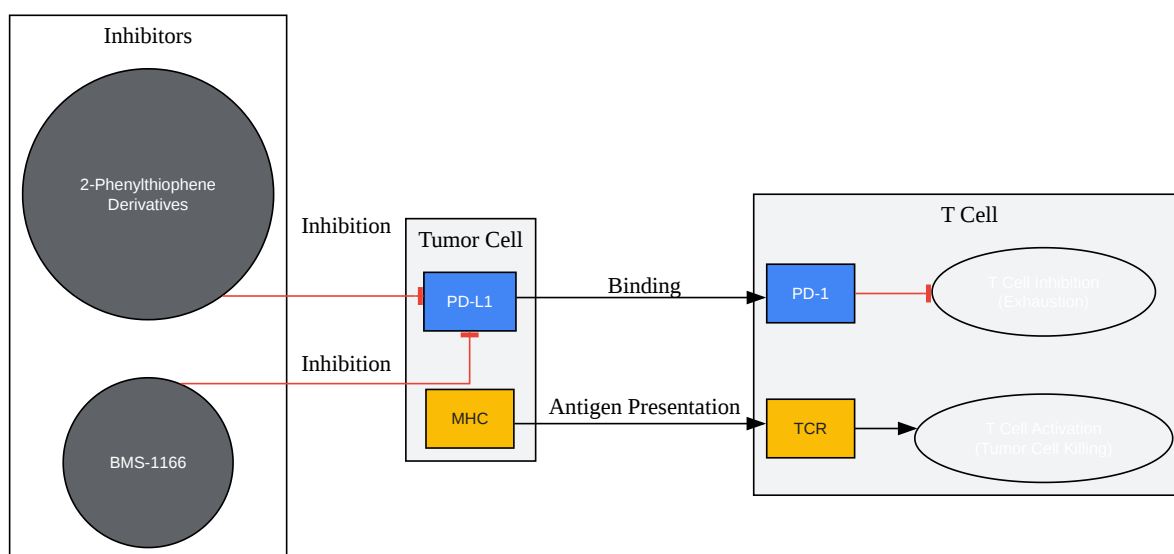 Inhibitors
2-Phenylthiophene
Derivatives
BMS-1166
Inhibition
Inhibition
Tumor Cell
PD-L1
MHC
Binding
Antigen Presentation
T Cell
PD-1
T Cell Inhibition
(Exhaustion)
TCR
T Cell Activation
(Tumor Cell Killing)